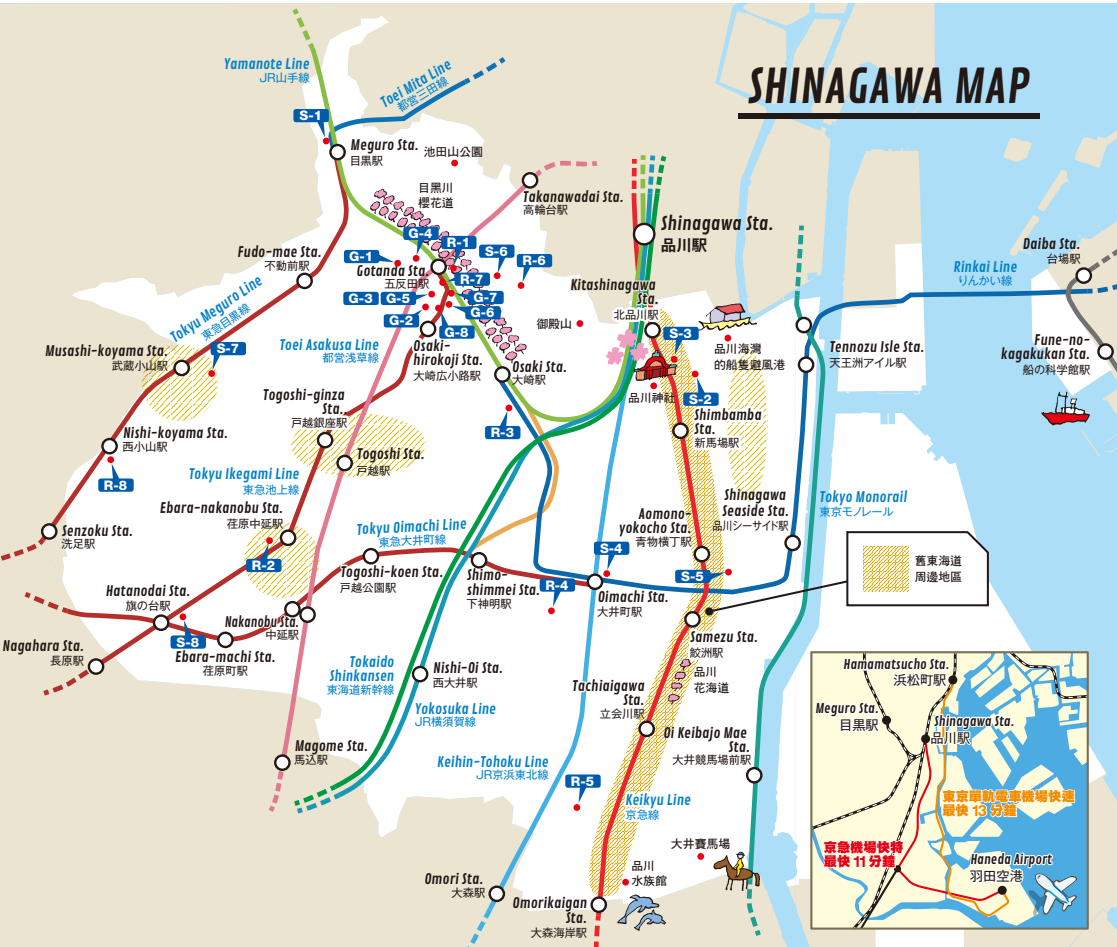 SHINAGAWA MAP
Yamanote Line
JR山手線
Toei Mita Line
都営三田線
S-1
Meguro Sta.
目黒駅
池田山公園
目黒川
櫻花道
Takanawadai Sta.
高輪台駅
Shinagawa Sta.
品川駅
Daiba Sta.
台場駅
Rinkai Line
りんかい線
Fudo-mae Sta.
不動前駅
G-4
R-1
G-1
S-6
R-6
Gotanda Sta.
五反田駅
R-7
G-3
G-5
G-7
G-6
G-2
G-8
Kitashinagawa
Sta.
北品川駅
御殿山
S-3
品川海灣
的船隻避風港
Tennozu Isle Sta.
天王洲アイル駅
Fune-no-
kagakukan Sta.
船の科学館駅
Tokyu Meguro Line
東急目黒線
Toei Asakusa Line
都営浅草線
Musashi-koyama Sta.
武蔵小山駅
S-7
Osaki-
hirokoji Sta.
大崎広小路駅
Osaki Sta.
大崎駅
品川神社
S-2
Togoshi-ginza
Sta.
戸越銀座駅
R-3
Shimbamba
Sta.
新馬場駅
Nishi-koyama Sta.
西小山駅
Togoshi Sta.
戸越駅
R-8
Tokyu Ikegami Line
東急池上線
Shinagawa
Seaside Sta.
品川シーサイド駅
Tokyo Monorail
東京モノレール
Ebara-nakanobu Sta.
荏原中延駅
Aomono-
yokocho Sta.
青物横丁駅
Senzoku Sta.
洗足駅
Tokyu Oimachi Line
東急大井町線
R-2
S-4
S-5
舊東海道
周邊地區
Togoshi-koen Sta.
戸越公園駅
Shimo-
shimmei Sta.
下神明駅
R-4
Oimachi Sta.
大井町駅
Hatanodai Sta.
旗の台駅
Nakanobu Sta.
中延駅
S-8
Ebara-machi Sta.
荏原町駅
Samezu Sta.
鮫洲駅
Nagahara Sta.
長原駅
Tokaido
Shinkansen
東海道新幹線
Nishi-Oi Sta.
西大井駅
品川
花海道
Tachiaigawa
Sta.
立会川駅
Yokosuka Line
JR横須賀線
Oi Keibajo Mae
Sta.
大井競馬場前駅
Magome Sta.
馬込駅
Keihin-Tohoku Line
JR京浜東北線
R-5
Keikyu Line
京急線
大井賽馬場
品川
水族館
Omori Sta.
大森駅
Omorikaigan
Sta.
大森海岸駅
Hamamatsucho Sta.
浜松町駅
Meguro Sta.
目黒駅
Shinagawa Sta.
品川駅
東京單軌電車機場快速
最快13分鐘
京急機場快特
最快11分鐘
Haneda Airport
羽田空港